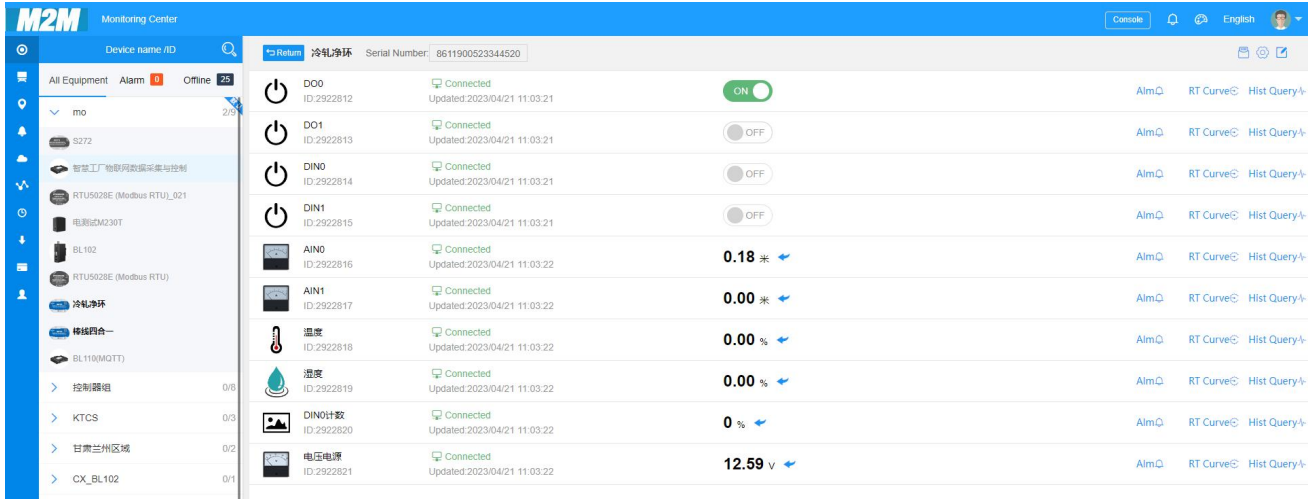 M2M Monitoring Center Console English
Device name /ID
Return 冷轧净环 Serial Number: 8611900523344520
All Equipment Alarm 0 Offline 25
mo 2/9
S272
智慧工厂物联网数据采集与控制
RTU5028E (Modbus RTU)_021
电测试M230T
BL102
RTU5028E (Modbus RTU)
冷轧净环
棒线四合一
BL110(MQTT)
控制器组 0/8
KTCS 0/3
甘肃兰州区域 0/2
CX_BL102 0/1
DO0 Connected ON Alm RT Curve Hist Query
ID:2922812 Updated:2023/04/21 11:03:21
DO1 Connected OFF Alm RT Curve Hist Query
ID:2922813 Updated:2023/04/21 11:03:21
DIN0 Connected OFF Alm RT Curve Hist Query
ID:2922814 Updated:2023/04/21 11:03:21
DIN1 Connected OFF Alm RT Curve Hist Query
ID:2922815 Updated:2023/04/21 11:03:21
AIN0 Connected 0.18 米 Alm RT Curve Hist Query
ID:2922816 Updated:2023/04/21 11:03:22
AIN1 Connected 0.00 米 Alm RT Curve Hist Query
ID:2922817 Updated:2023/04/21 11:03:22
温度 Connected 0.00 % Alm RT Curve Hist Query
ID:2922818 Updated:2023/04/21 11:03:22
湿度 Connected 0.00 % Alm RT Curve Hist Query
ID:2922819 Updated:2023/04/21 11:03:22
DIN0计数 Connected 0 % Alm RT Curve Hist Query
ID:2922820 Updated:2023/04/21 11:03:22
电压电源 Connected 12.59 V Alm RT Curve Hist Query
ID:2922821 Updated:2023/04/21 11:03:22